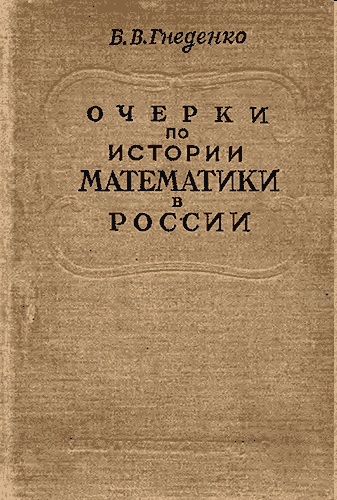 Б. В. Гнеденко
ОЧЕРКИ
ПО
ИСТОРИИ
МАТЕМАТИКИ
В
РОССИИ